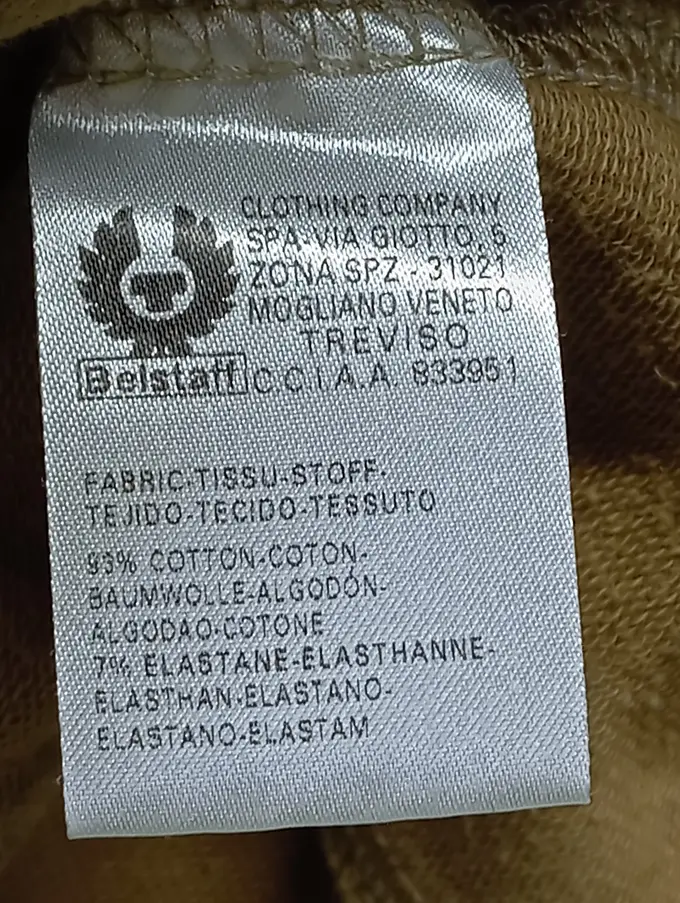 CLOTHING COMPANY
SPA-VIA GIOTTO, 6
ZONA SPZ - 31021
MOGLIANO VENETO
TREVISO
Belstaff C.C.I.A.A. 833951
FABRIC-TISSU-STOFF-
TEJIDO-TECIDO-TESSUTO
93% COTTON-COTON-
BAUMWOLLE-ALGODÓN-
ALGODAO-COTONE
7% ELASTANE-ELASTHANNE-
ELASTHAN-ELASTANO-
ELASTANO-ELASTAM